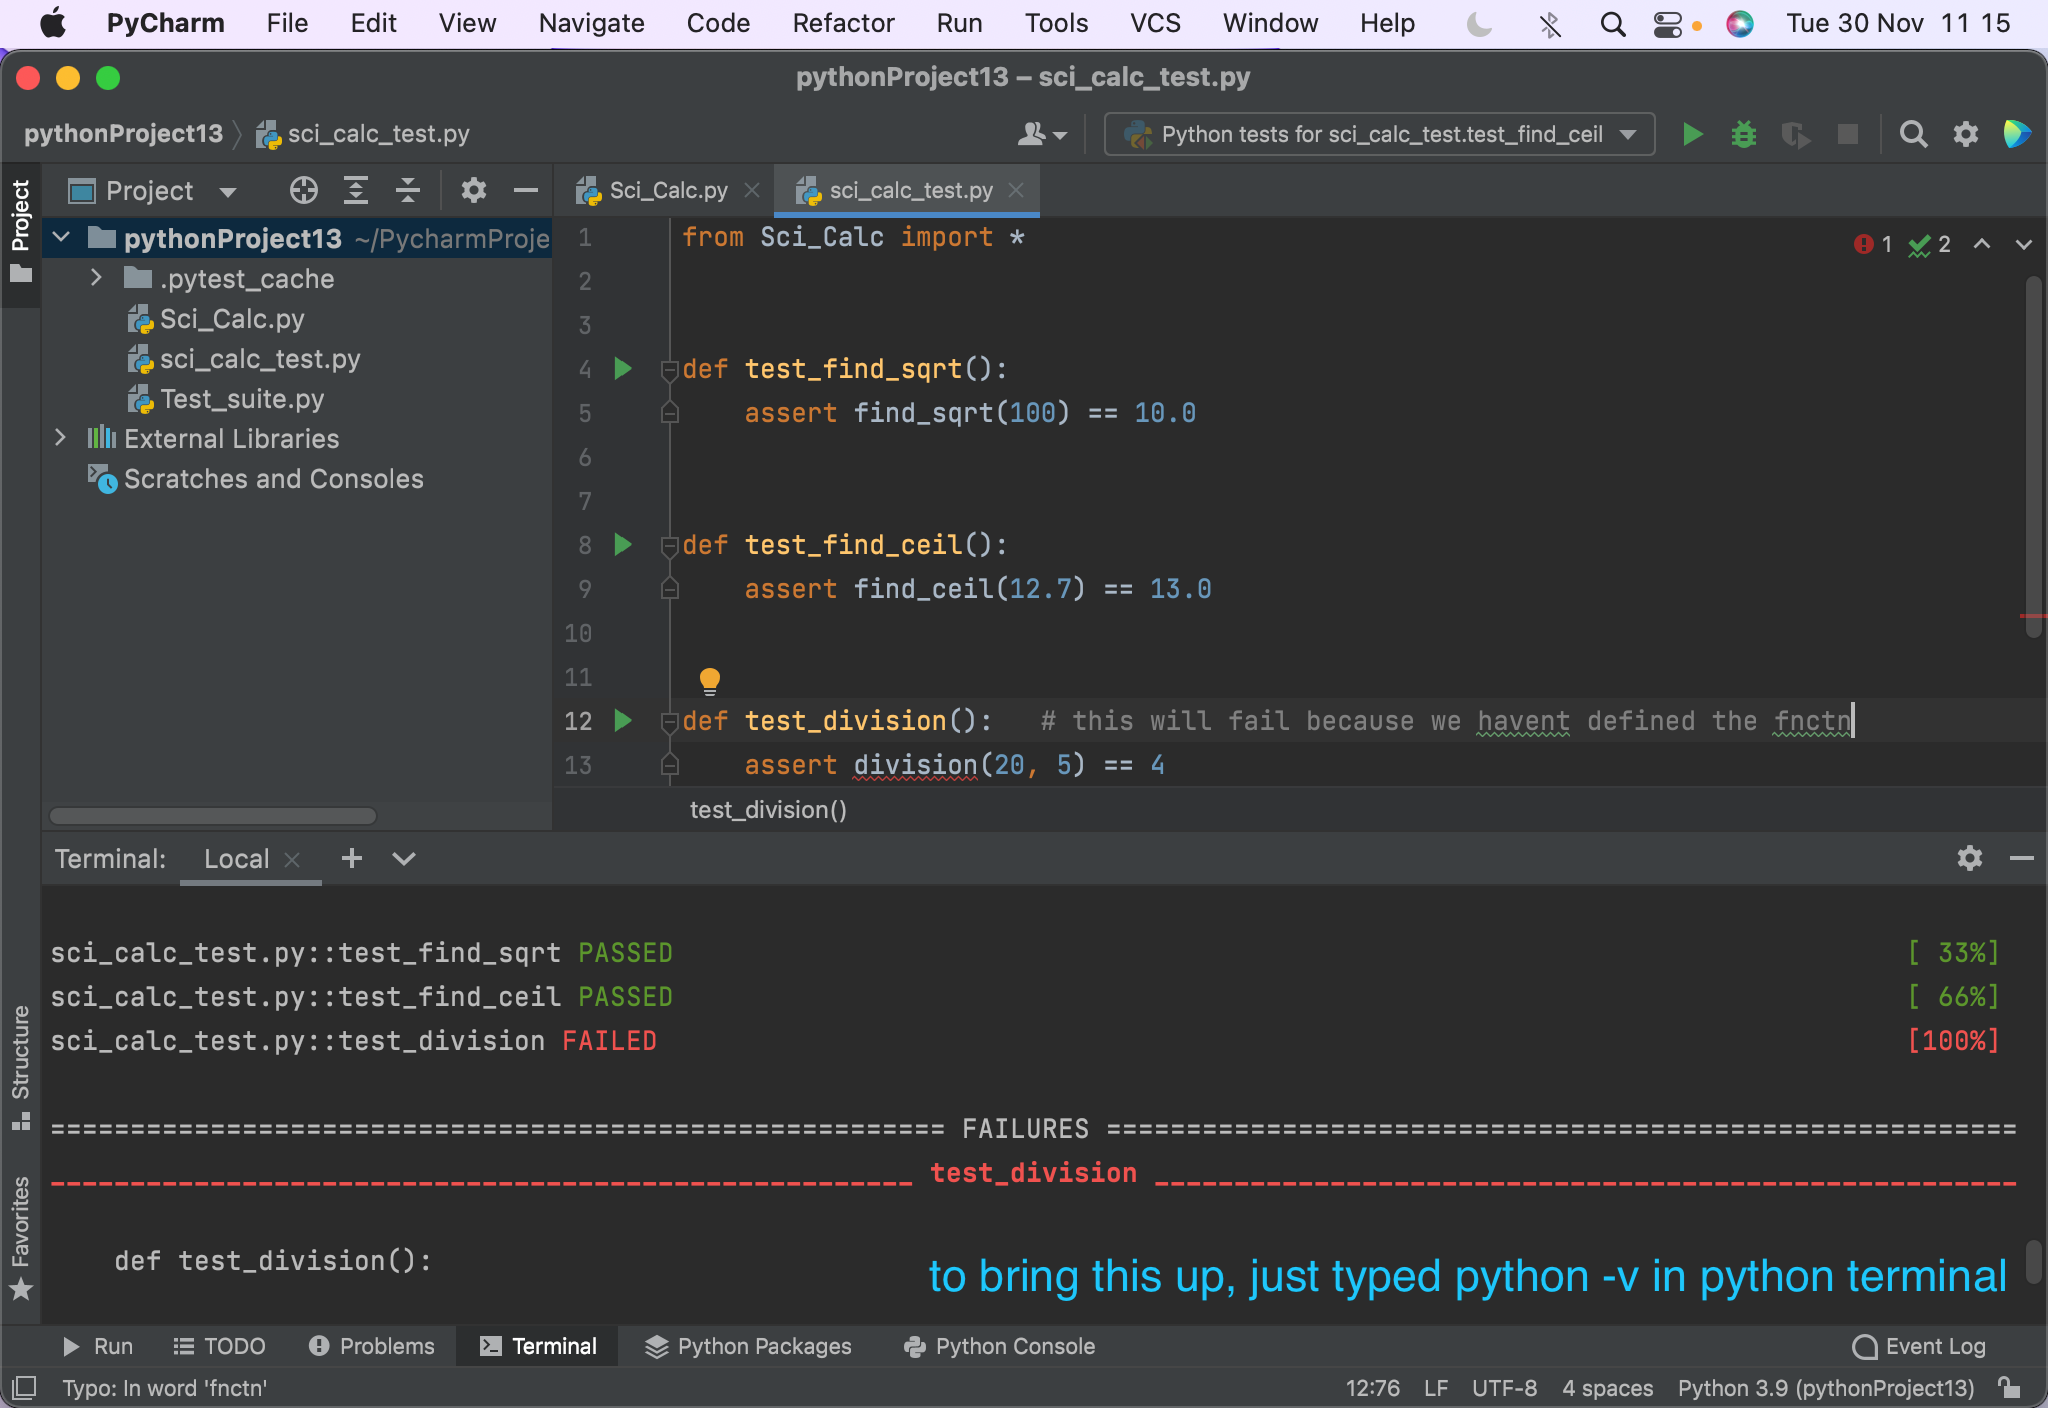 PyCharm File Edit View Navigate Code Refactor Run Tools VCS Window Help Tue 30 Nov 11 15
pythonProject13 – sci_calc_test.py
pythonProject13 sci_calc_test.py Python tests for sci_calc_test.test_find_ceil
Project
Project
Sci_Calc.py
sci_calc_test.py
pythonProject13 ~/PycharmProje
.pytest_cache
Sci_Calc.py
sci_calc_test.py
Test_suite.py
External Libraries
Scratches and Consoles
1 from Sci_Calc import *
1 2
2
3
4 def test_find_sqrt():
5 assert find_sqrt(100) == 10.0
6
7
8 def test_find_ceil():
9 assert find_ceil(12.7) == 13.0
10
11
12 def test_division(): # this will fail because we havent defined the fnctn
13 assert division(20, 5) == 4
test_division()
Terminal: Local
sci_calc_test.py::test_find_sqrt PASSED [ 33%]
sci_calc_test.py::test_find_ceil PASSED [ 66%]
sci_calc_test.py::test_division FAILED [100%]
======================================================== FAILURES =========================================================
______________________________________________________ test_division ______________________________________________________
def test_division():
to bring this up, just typed python -v in python terminal
Structure
Favorites
Run TODO Problems Terminal Python Packages Python Console Event Log
Typo: In word 'fnctn' 12:76 LF UTF-8 4 spaces Python 3.9 (pythonProject13)